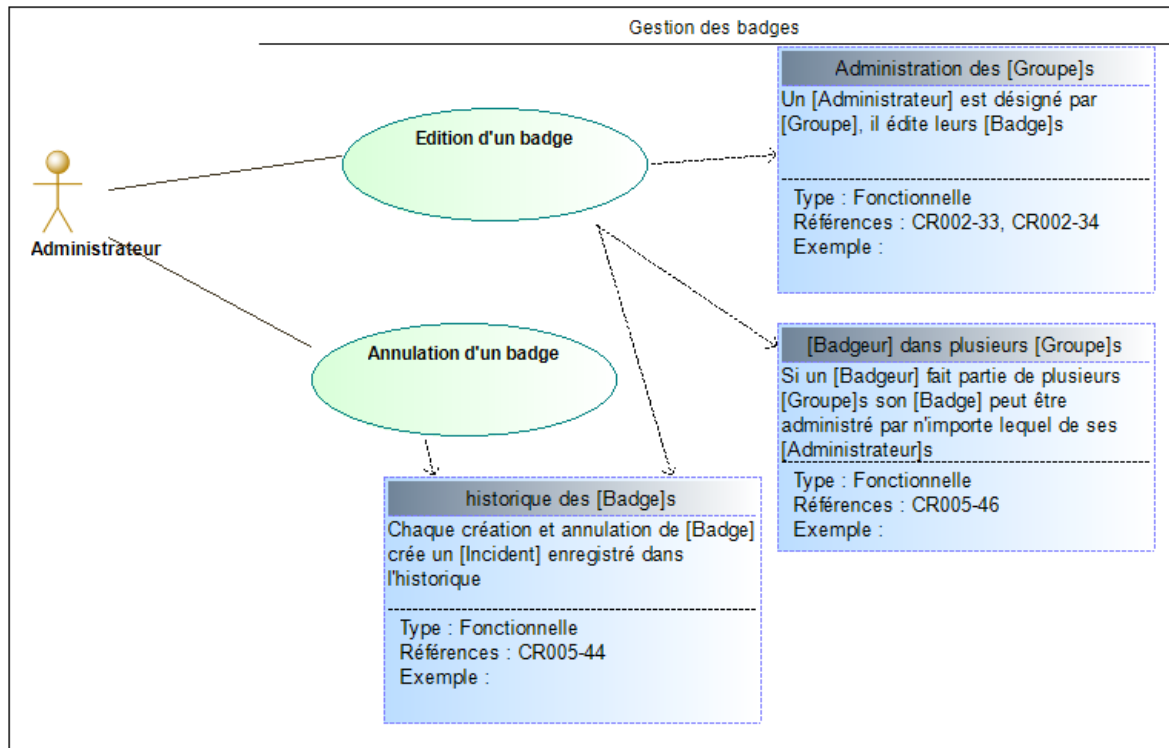 Gestion des badges
Administration des [Groupe]s
Un [Administrateur] est désigné par
[Groupe], il édite leurs [Badge]s
Type : Fonctionnelle
Références : CR002-33, CR002-34
Exemple :
Edition d'un badge
Administrateur
Annulation d'un badge
[Badgeur] dans plusieurs [Groupe]s
Si un [Badgeur] fait partie de plusieurs
[Groupe]s son [Badge] peut être
administré par n'importe lequel de ses
[Administrateur]s
Type : Fonctionnelle
Références : CR005-46
Exemple :
historique des [Badge]s
Chaque création et annulation de [Badge]
crée un [Incident] enregistré dans
l'historique
Type : Fonctionnelle
Références : CR005-44
Exemple :